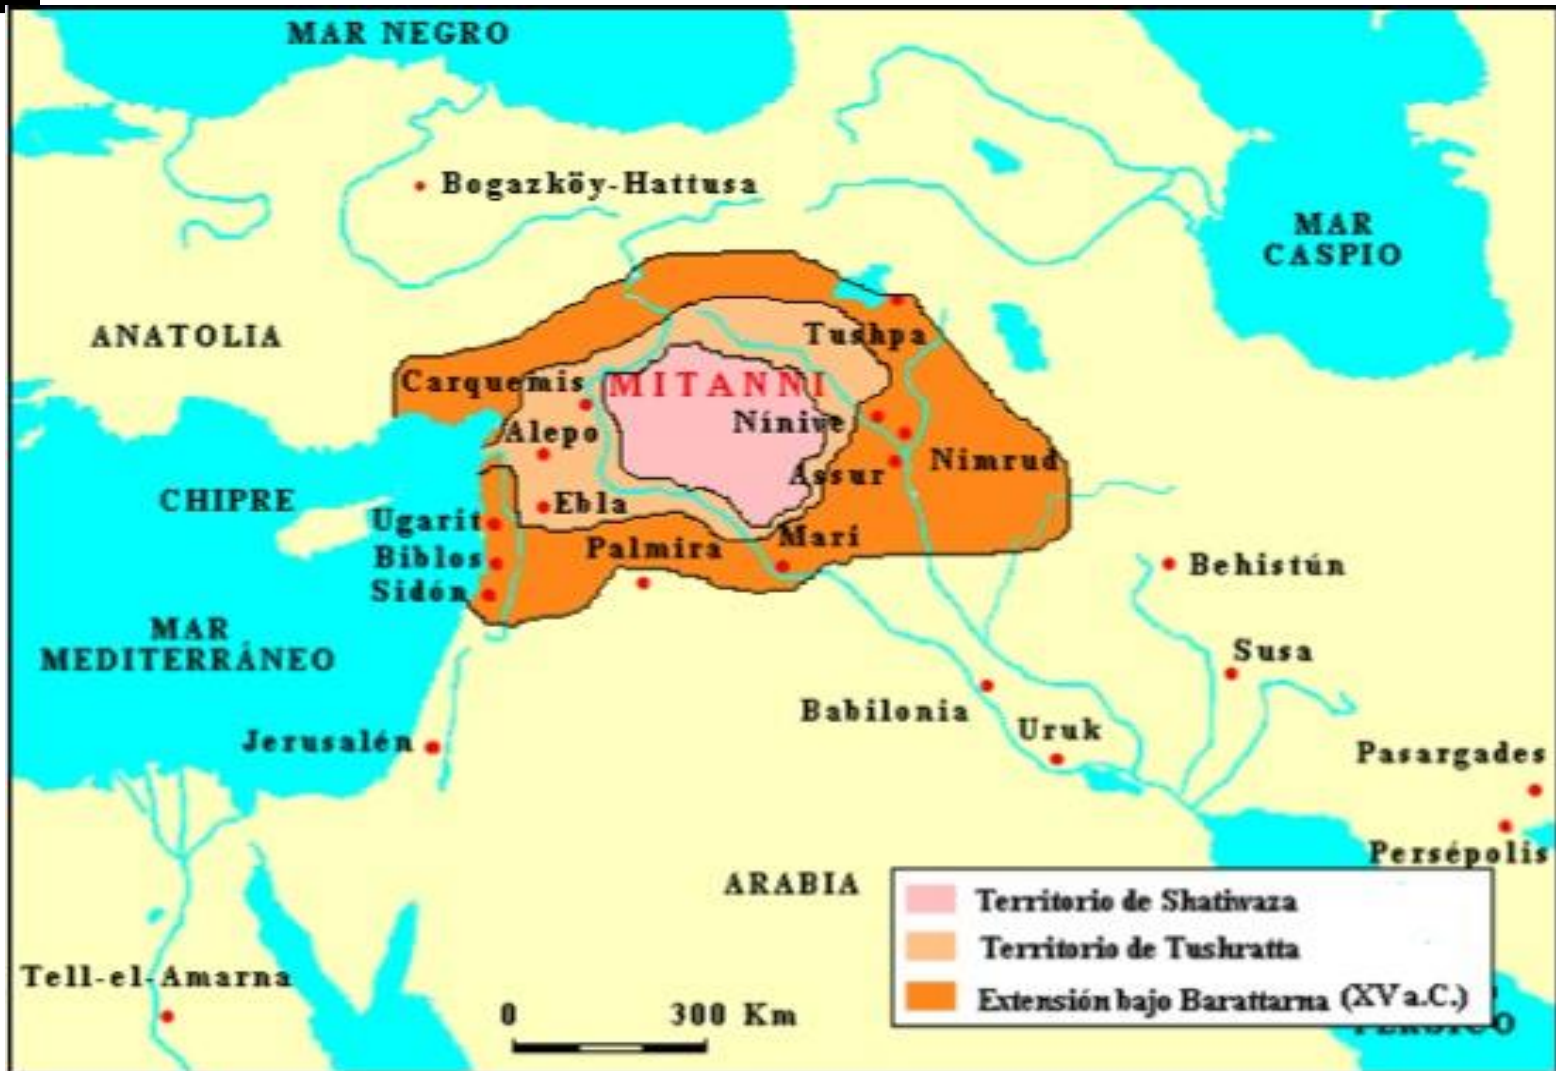 MAR NEGRO
Bogazköy-Hattusa
MAR
CASPIO
ANATOLIA
Tushpa
Carquemis
MITANNI
Nínive
Alepo
Assur
Nimrud
CHIPRE
Ebla
Ugarit
Palmira
Marí
Biblos
Sidón
Behistún
MAR
MEDITERRÁNEO
Susa
Babilonia
Uruk
Jerusalén
Pasargades
Persépolis
ARABIA
Territorio de Shatiwaza
Territorio de Tushratta
Extensión bajo Barattarna (XV a.C.)
Tell-el-Amarna
0 300 Km